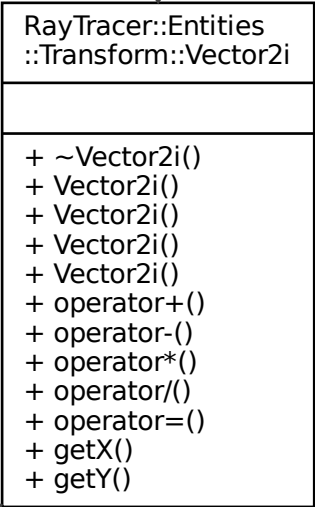 RayTracer::Entities
::Transform::Vector2i
+ ~Vector2i()
+ Vector2i()
+ Vector2i()
+ Vector2i()
+ Vector2i()
+ operator+()
+ operator-()
+ operator*()
+ operator/()
+ operator=()
+ getX()
+ getY()